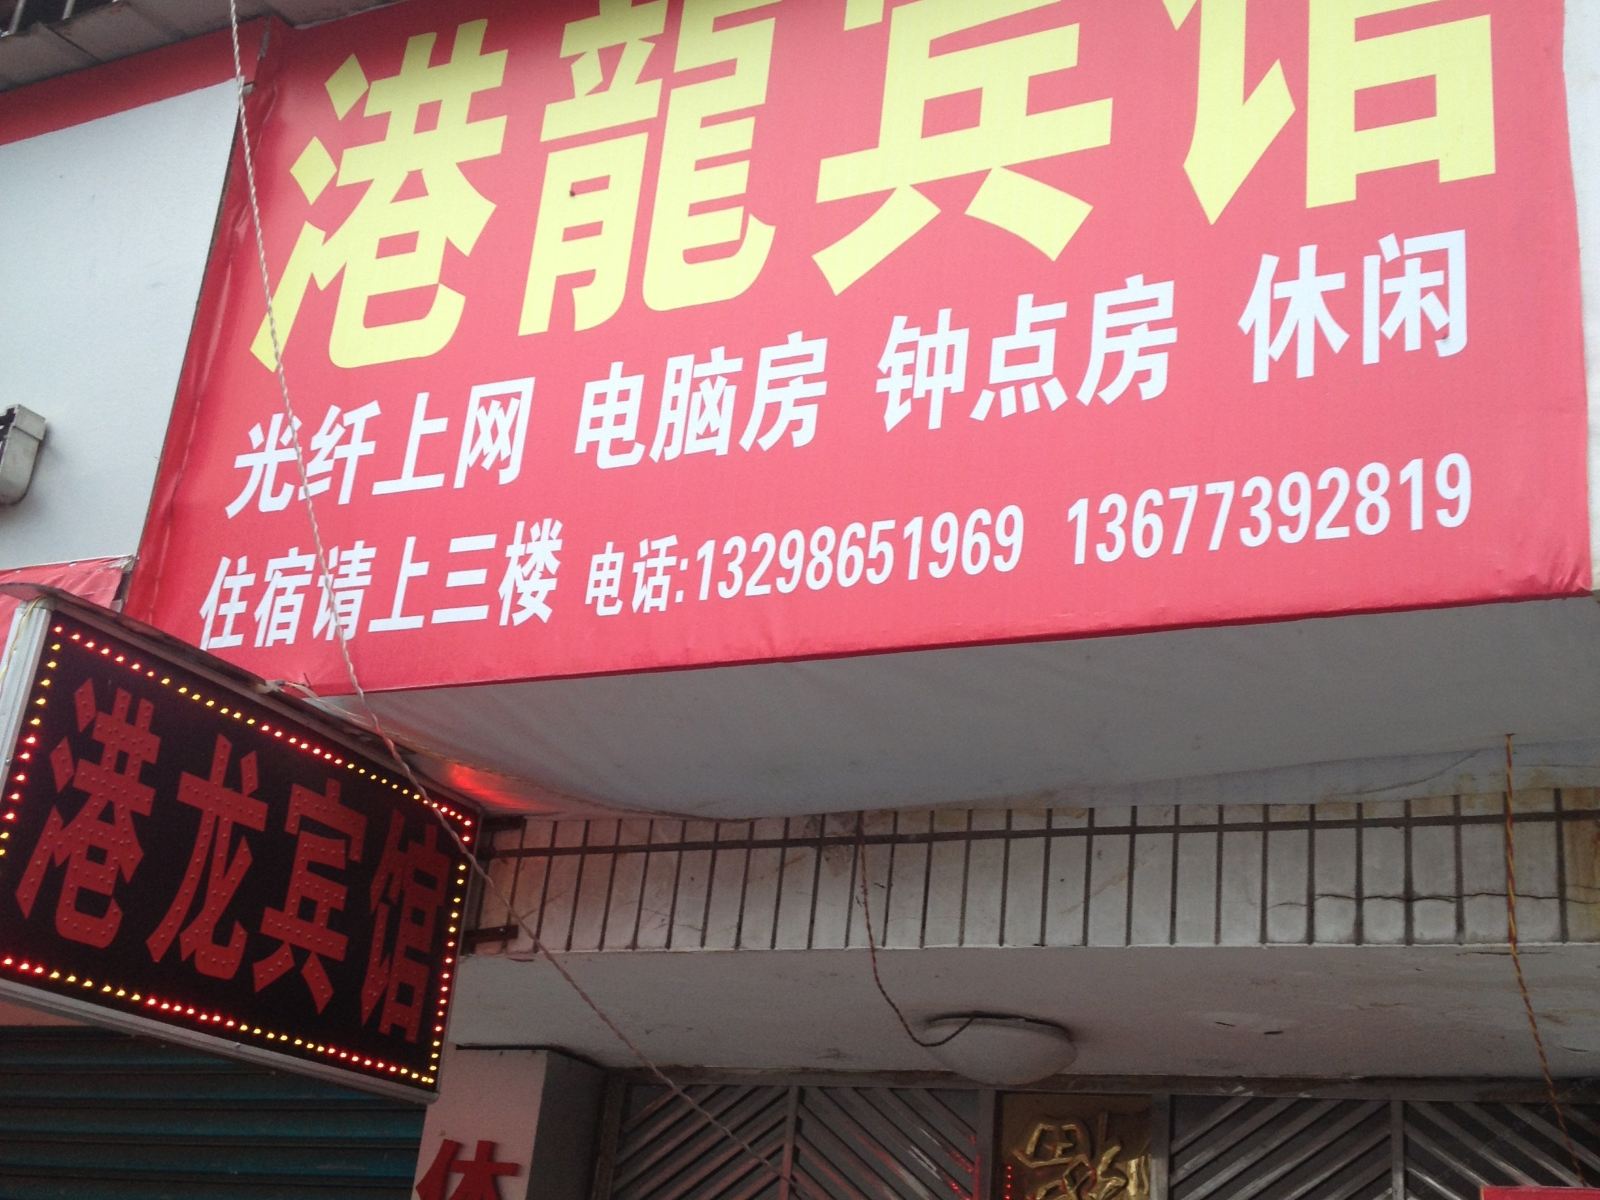 港龍宾馆
光纤上网 电脑房 钟点房 休闲
住宿请上三楼 电话:13298651969 13677392819
港龙宾馆